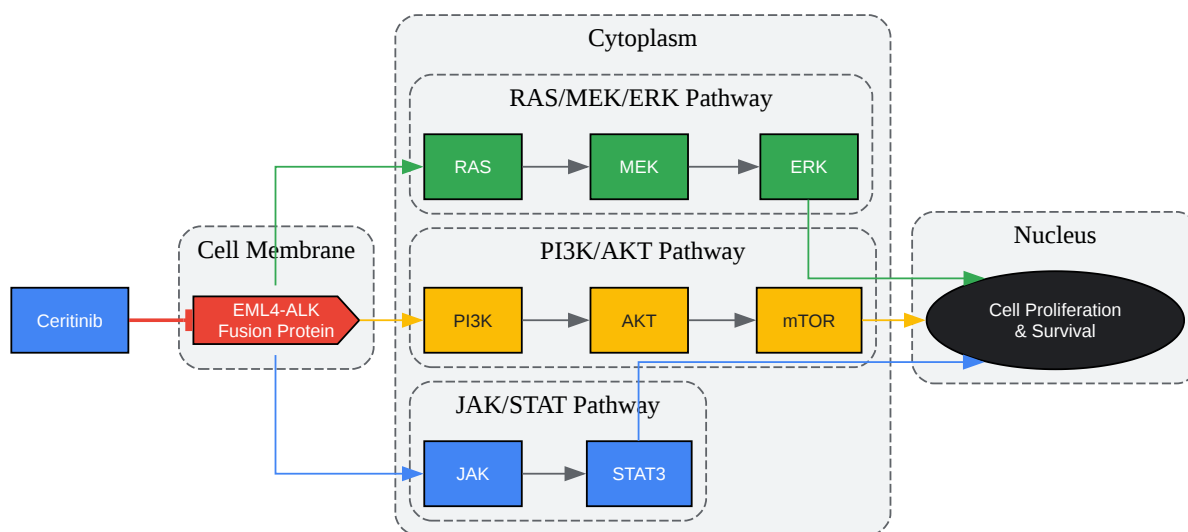 Cytoplasm
RAS/MEK/ERK Pathway
RAS
MEK
ERK
Cell Membrane
PI3K/AKT Pathway
Nucleus
Ceritinib
EML4-ALK
Fusion Protein
PI3K
AKT
mTOR
Cell Proliferation
& Survival
JAK/STAT Pathway
JAK
STAT3